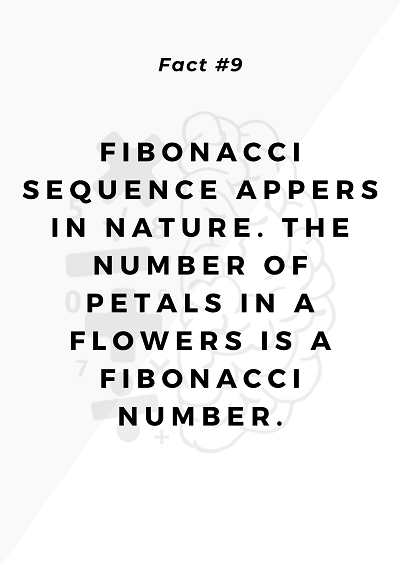 Fact #9
FIBONACCI
SEQUENCE APPERS
IN NATURE. THE
NUMBER OF
PETALS IN A
FLOWERS IS A
FIBONACCI
NUMBER.